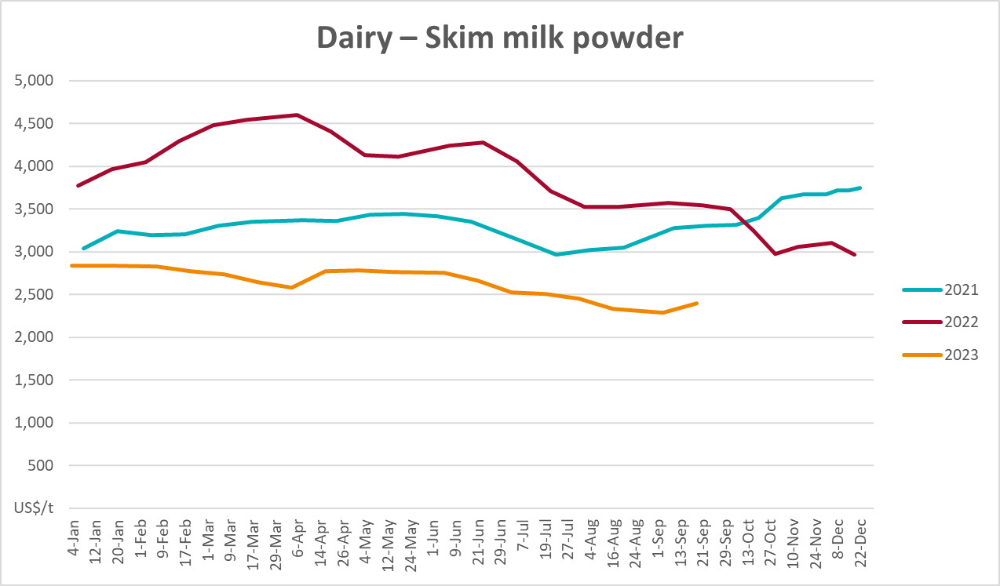 Dairy – Skim milk powder
5,000
4,500
4,000
3,500
3,000
2,500
2,000
1,500
1,000
500
US$/t
4-Jan
12-Jan
20-Jan
1-Feb
9-Feb
17-Feb
1-Mar
9-Mar
17-Mar
29-Mar
6-Apr
14-Apr
26-Apr
4-May
12-May
24-May
1-Jun
9-Jun
21-Jun
29-Jun
7-Jul
19-Jul
27-Jul
4-Aug
16-Aug
24-Aug
1-Sep
13-Sep
21-Sep
29-Sep
13-Oct
27-Oct
10-Nov
24-Nov
8-Dec
22-Dec
2021
2022
2023